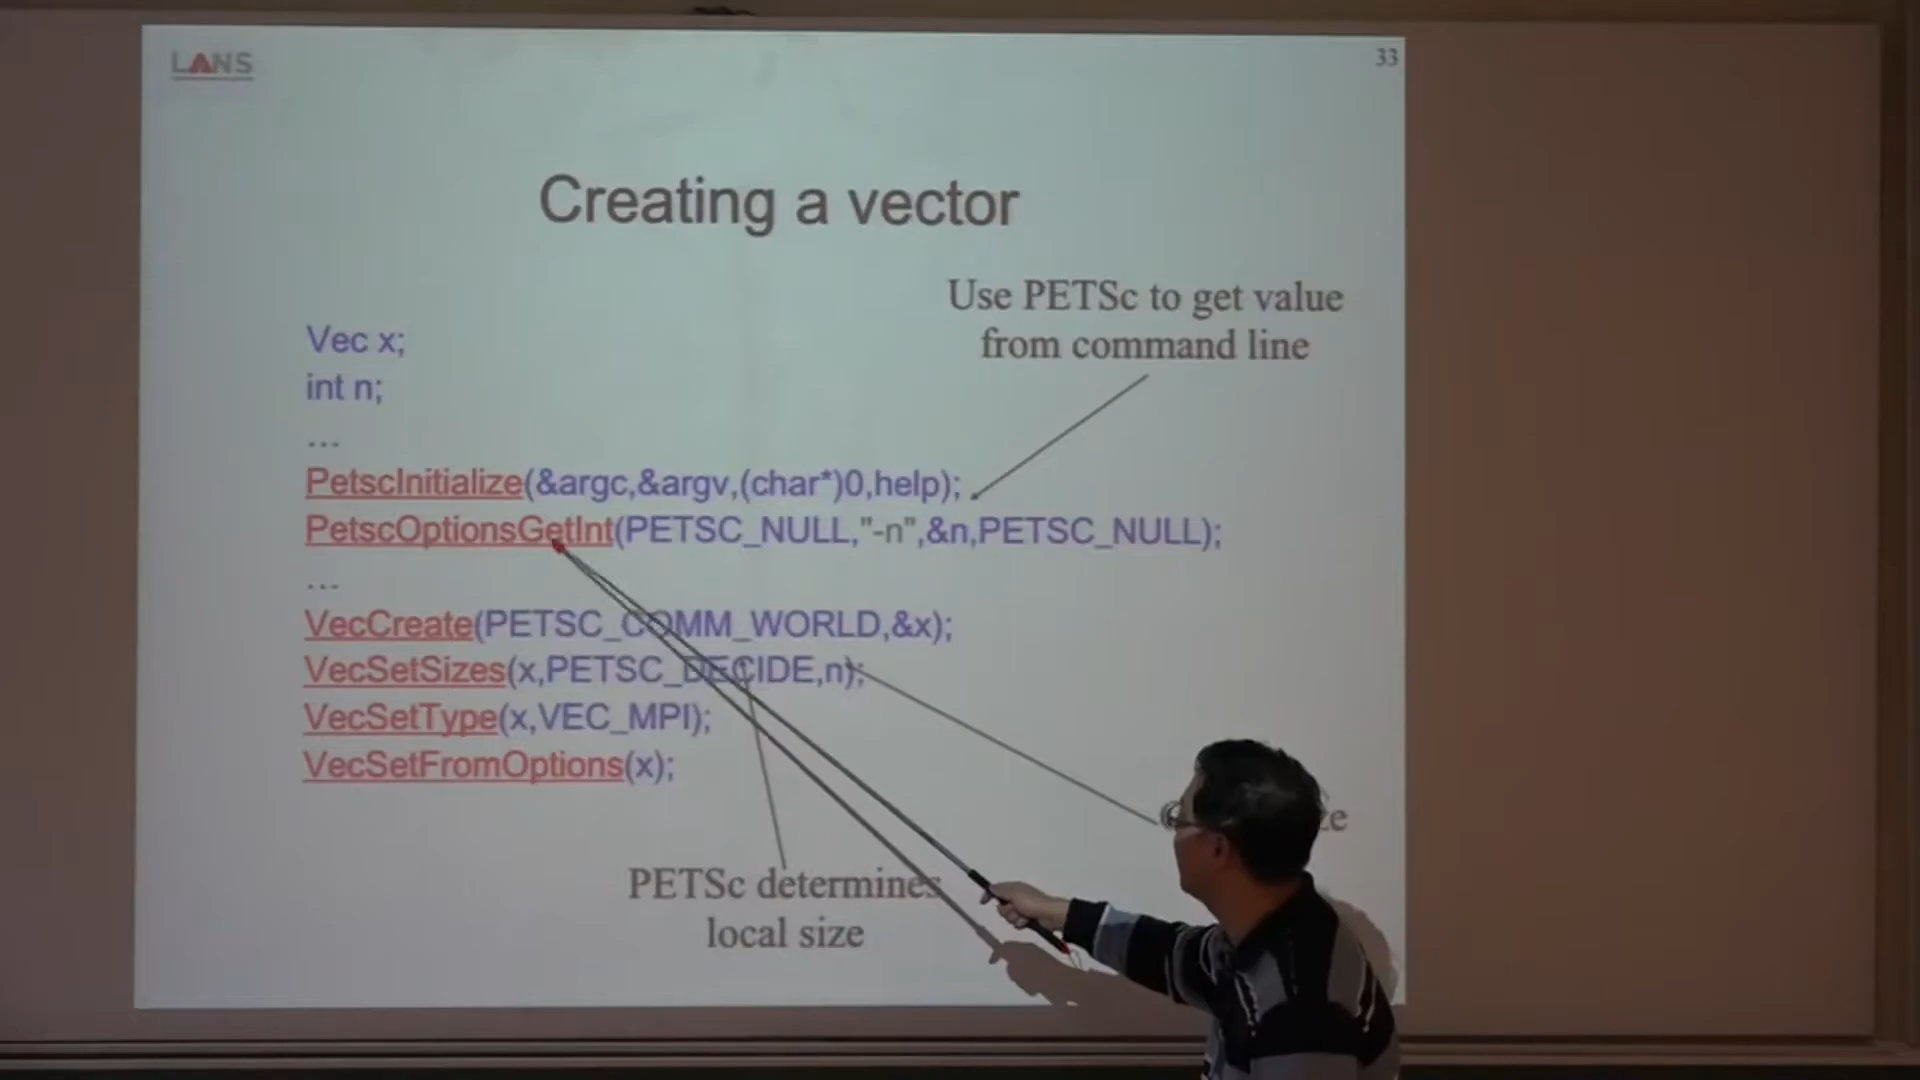 LANS
33
Creating a vector
Use PETSc to get value
from command line
Vec x;
int n;
…
PetscInitialize(&argc,&argv,(char*)0,help);
PetscOptionsGetInt(PETSC_NULL,"-n",&n,PETSC_NULL);
…
VecCreate(PETSC_COMM_WORLD,&x);
VecSetSizes(x,PETSC_DECIDE,n);
VecSetType(x,VEC_MPI);
VecSetFromOptions(x);
PETSc determines
local size